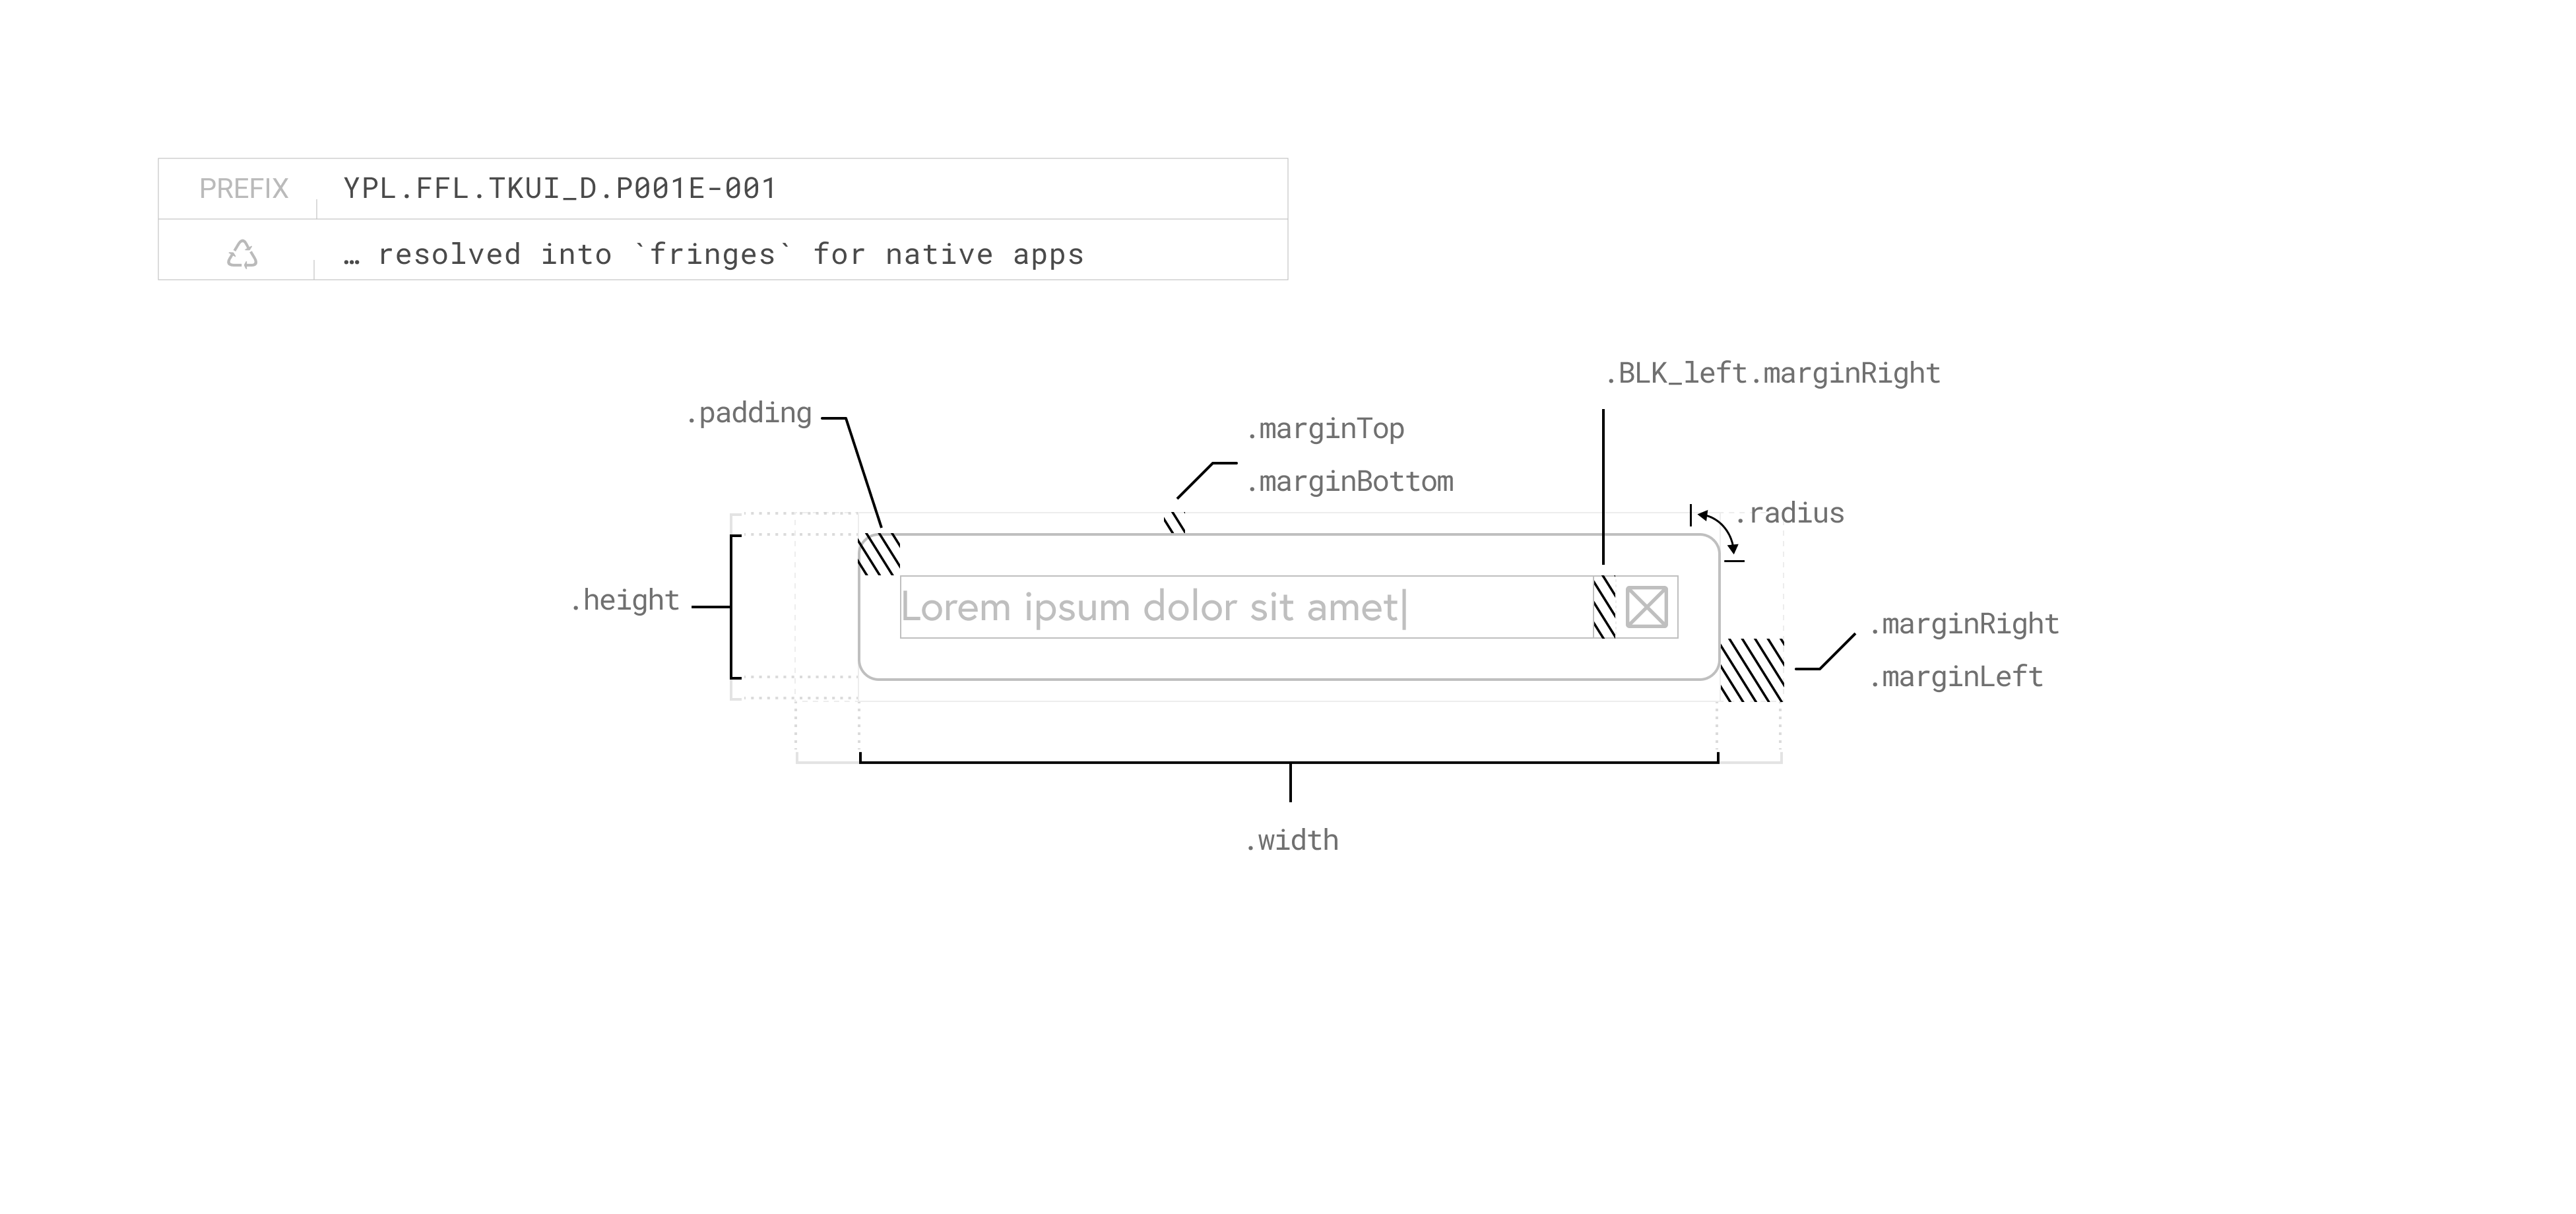 PREFIX YPL.FFL.TKUI_D.P001E-001
… resolved into `fringes` for native apps
.BLK_left.marginRight
.padding
.marginTop
.marginBottom
.radius
.height
Lorem ipsum dolor sit amet|
.marginRight
.marginLeft
.width